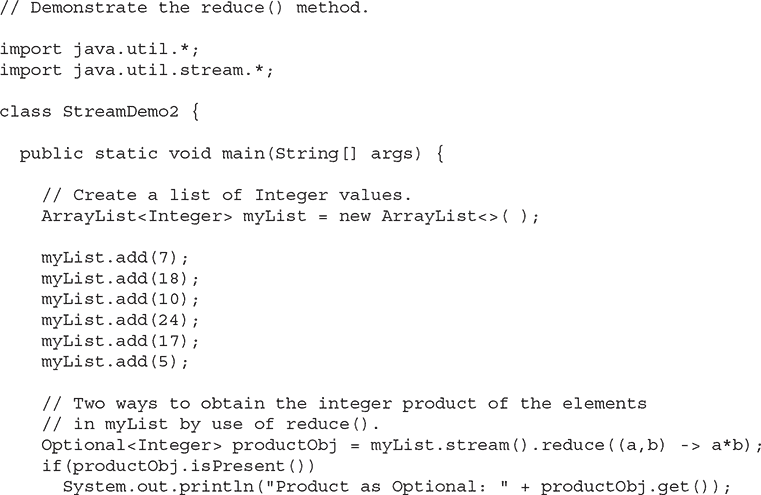 // Demonstrate the reduce() method.
import java.util.*;
import java.util.stream.*;
class StreamDemo2 {
public static void main(String[] args) {
// Create a list of Integer values.
ArrayList<Integer> myList = new ArrayList<>( );
myList.add(7);
myList.add(18);
myList.add(10);
myList.add(24);
myList.add(17);
myList.add(5);
// Two ways to obtain the integer product of the elements
// in myList by use of reduce().
Optional<Integer> productObj = myList.stream().reduce((a,b) -> a*b);
if(productObj.isPresent())
System.out.println("Product as Optional: " + productObj.get());